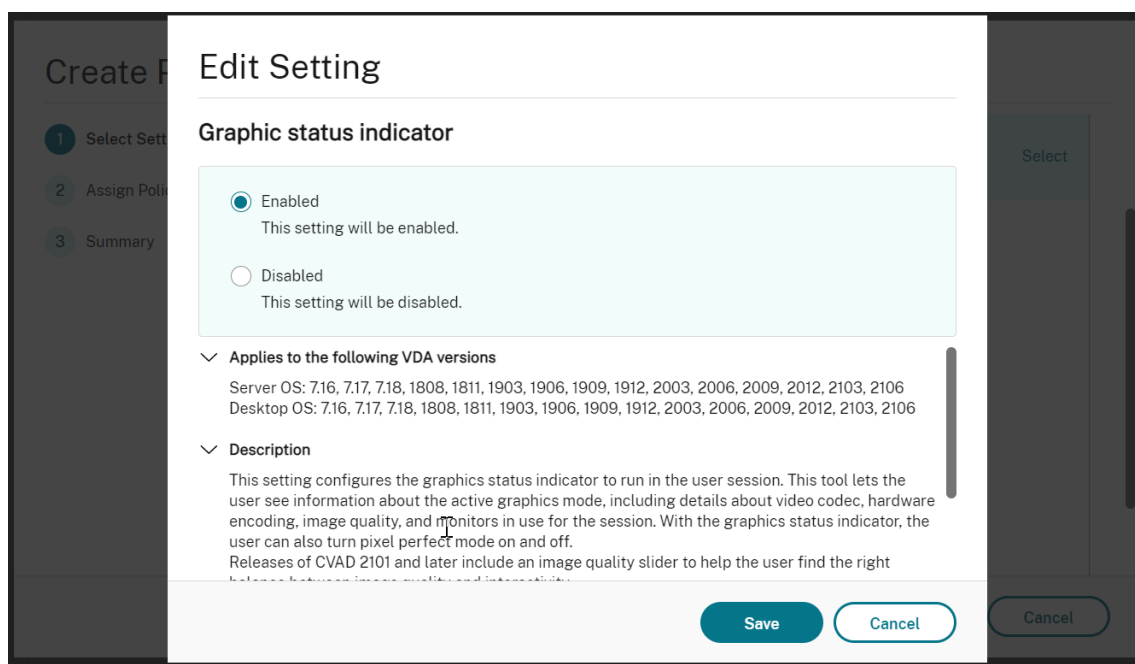 Create P
Edit Setting
1 Select Sett
2 Assign Polic
3 Summary
Select
Graphic status indicator
Enabled
This setting will be enabled.
Disabled
This setting will be disabled.
Applies to the following VDA versions
Server OS: 7.16, 7.17, 7.18, 1808, 1811, 1903, 1906, 1909, 1912, 2003, 2006, 2009, 2012, 2103, 2106
Desktop OS: 7.16, 7.17, 7.18, 1808, 1811, 1903, 1906, 1909, 1912, 2003, 2006, 2009, 2012, 2103, 2106
Description
This setting configures the graphics status indicator to run in the user session. This tool lets the
user see information about the active graphics mode, including details about video codec, hardware
encoding, image quality, and monitors in use for the session. With the graphics status indicator, the
user can also turn pixel perfect mode on and off.
Releases of CVAD 2101 and later include an image quality slider to help the user find the right
balance between image quality and interactivity.
Save
Cancel
Cancel